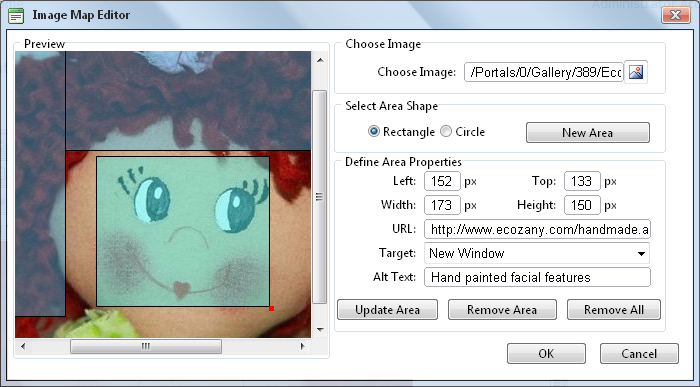 Administra
Image Map Editor
Preview
Choose Image
Choose Image: /Portals/0/Gallery/389/Ecc
Select Area Shape
Rectangle Circle New Area
Define Area Properties
Left: 152 px Top: 133 px
Width: 173 px Height: 150 px
URL: http://www.ecozany.com/handmade.a
Target: New Window
Alt Text: Hand painted facial features
Update Area Remove Area Remove All
OK Cancel